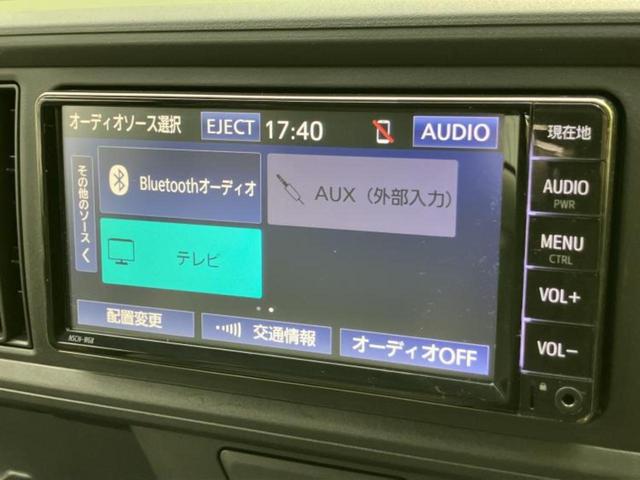 オーディオソース選択 EJECT 17:40 AUDIO
その他のソース
Bluetoothオーディオ
AUX (外部入力)
テレビ
配置変更
交通情報
オーディオOFF
NSCN-W68
現在地
AUDIO
PWR
MENU
CTRL
VOL+
VOL-